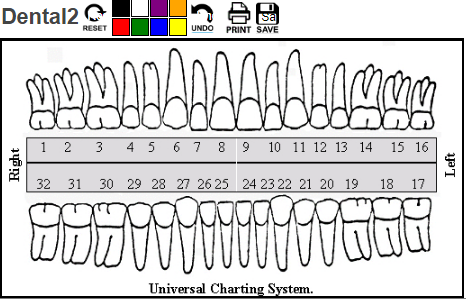 Dental2
RESET
UNDO
PRINT
Sa
SAVE
Right
1 2 3 4 5 6 7 8 9 10 11 12 13 14 15 16
32 31 30 29 28 27 26 25 24 23 22 21 20 19 18 17
Left
Universal Charting System.